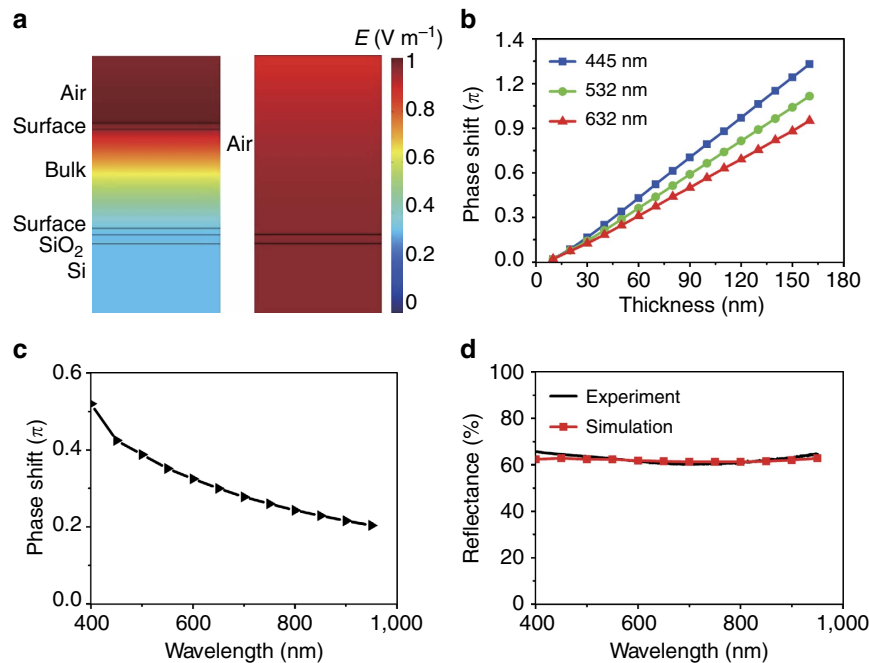 a
E (V m⁻¹)
Air
Surface
Bulk
Surface
SiO₂
Si
Air
1
0.8
0.6
0.4
0.2
0
b
Phase shift (π)
1.4
1.2
0.9
0.6
0.3
0.0
445 nm
532 nm
632 nm
0 30 60 90 120 150 180
Thickness (nm)
c
Phase shift (π)
0.6
0.4
0.2
0.0
400 600 800 1,000
Wavelength (nm)
d
Reflectance (%)
100
80
60
40
20
0
Experiment
Simulation
400 600 800 1,000
Wavelength (nm)